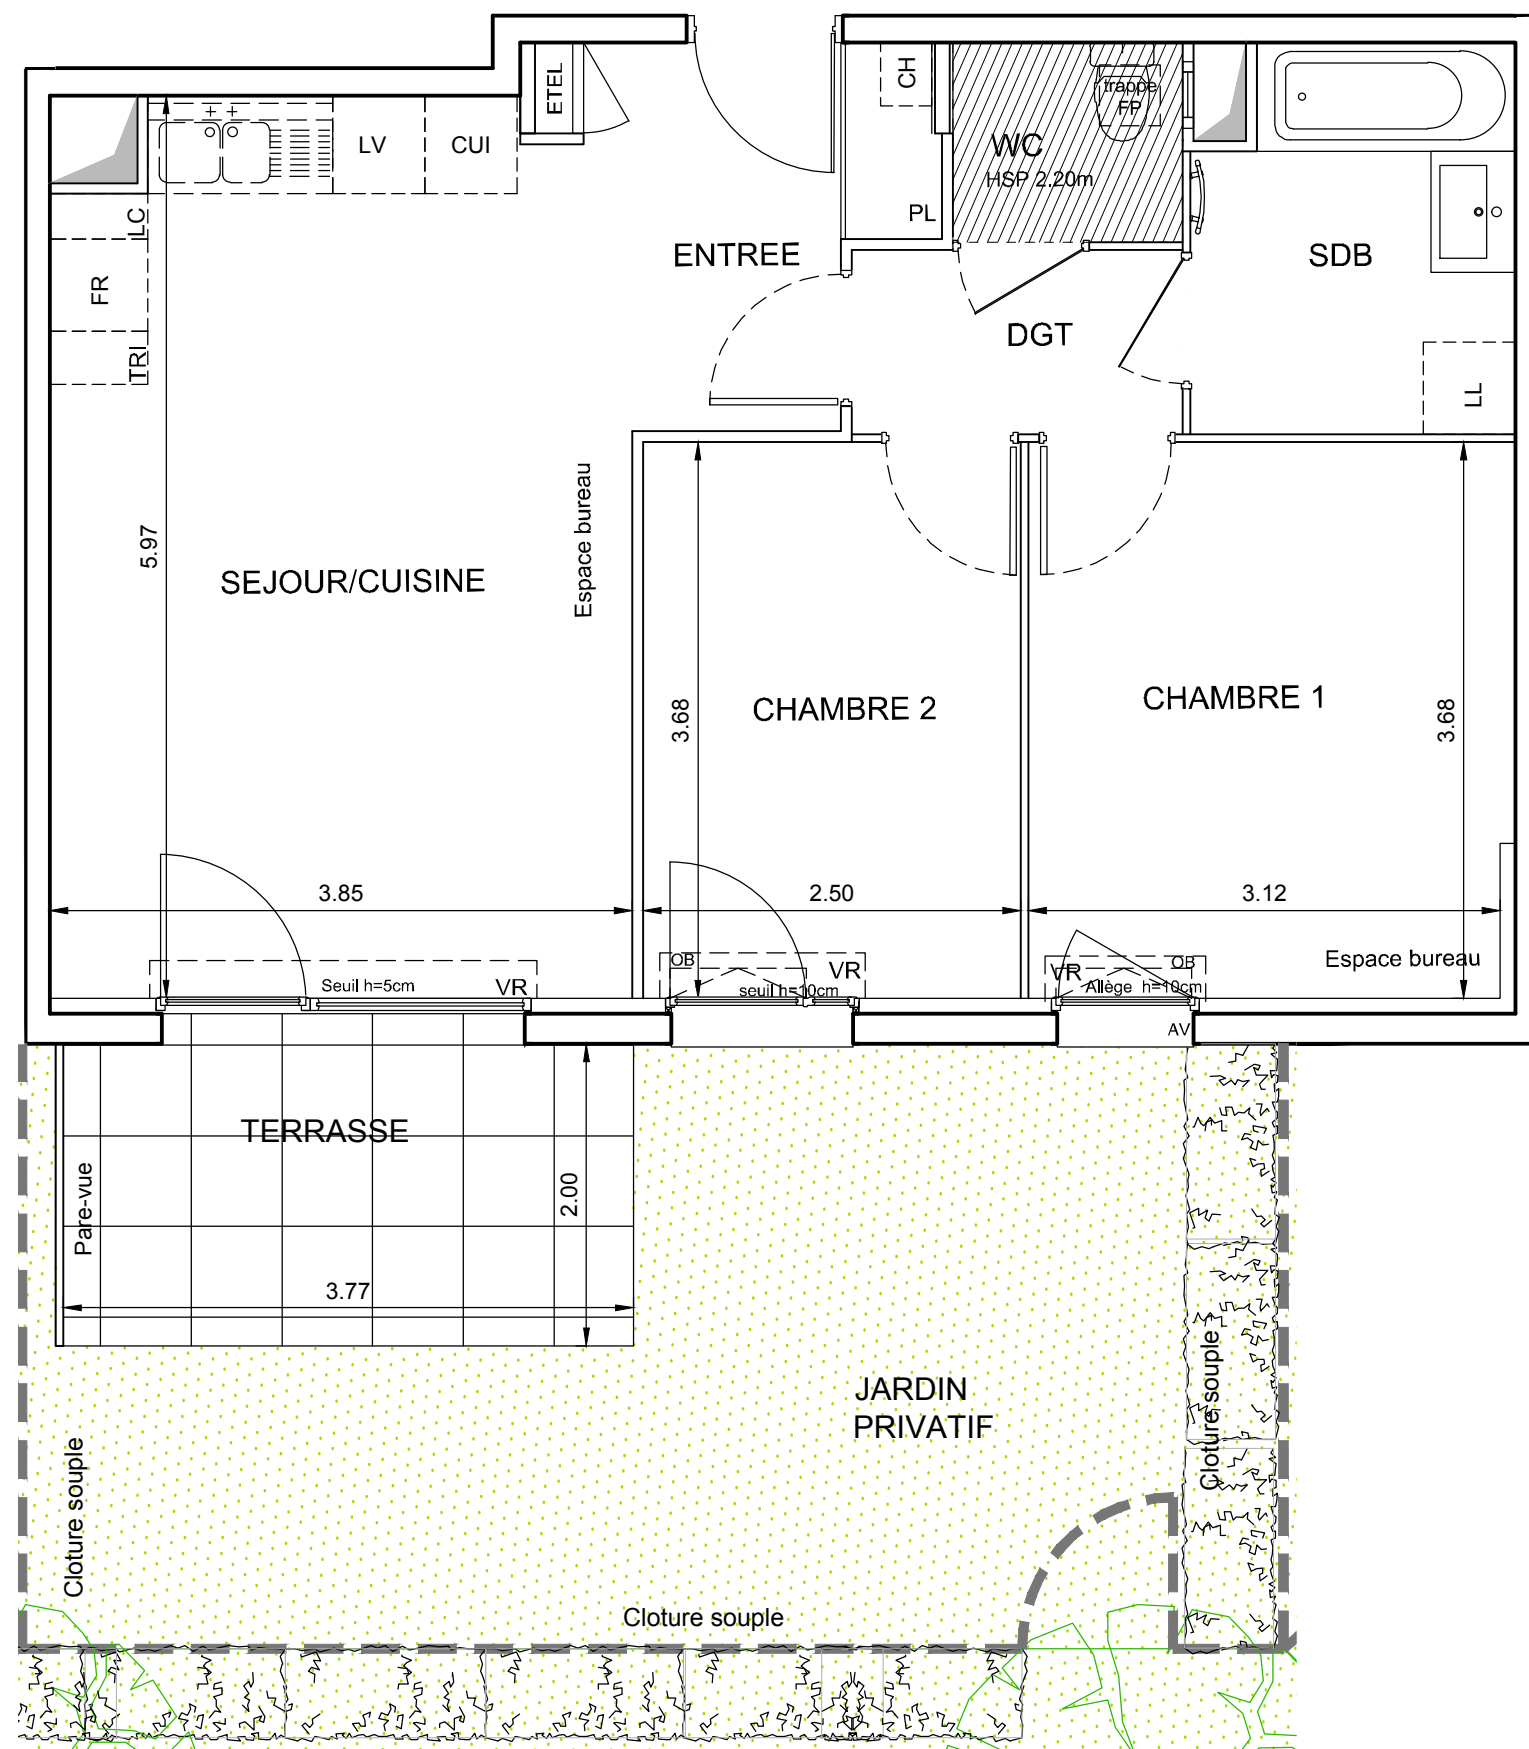 ETEL
CH
trappe
FP
WC
HSP 2.20m
LV
CUI
PL
LC
ENTREE
SDB
FR
DGT
TRI
LL
5.97
Espace bureau
SEJOUR/CUISINE
3.68
CHAMBRE 2
CHAMBRE 1
3.68
3.85
2.50
3.12
Espace bureau
OB
VR
OB
VR
Seuil h=5cm
VR
seuil h=10cm
Allège h=10cm
AV
TERRASSE
Pare-vue
2.00
3.77
JARDIN
PRIVATIF
Cloture souple
Cloture souple
Cloture souple